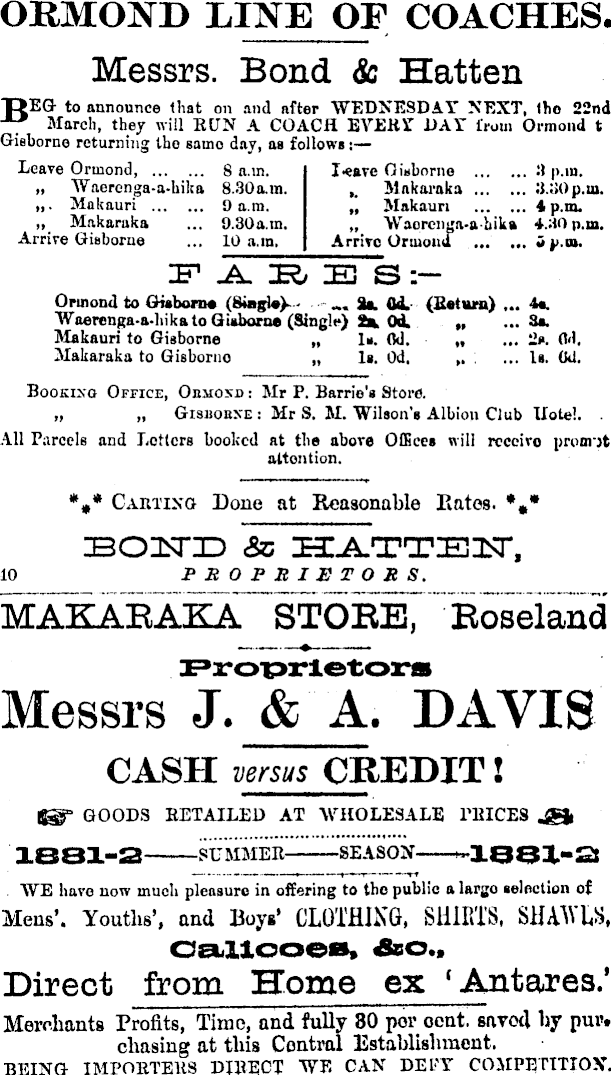 ORMOND LINE OF COACHES.
Messrs. Bond & Hatten
BEG to announce that on and after WEDNESDAY NEXT, the 22nd
March, they will RUN A COACH EVERY DAY from Ormond t
Gisborne returning the same day, as follows:—
Leave Ormond, ... ... 8 a.m.
„ Waerenga-a-hika 8.30 a.m.
„ Makauri ... ... 9 a.m.
„ Makaraka ... 9.30 a.m.
Arrive Gisborne ... 10 a.m.
Leave Gisborne ... ... 3 p.m.
„ Makaraka ... ... 3.30 p.m.
„ Makauri ... ... 4 p.m.
„ Waerenga-a-hika 4.30 p.m.
Arrive Ormond ... ... 5 p.m.
FARES:—
Ormond to Gisborne (Single) ... 0d. (Return) ... 4s.
Waerenga-a-hika to Gisborne (Single) 2s. 0d. „ ... 3s.
Makauri to Gisborne „ 1s. 6d. „ ... 2s. 6d.
Makaraka to Gisborne „ 1s. 0d. „ ... 1s. 6d.
BOOKING OFFICE, ORMOND: Mr P. Barrie's Store.
„ „ GISBORNE: Mr S. M. Wilson's Albion Club Hotel.
All Parcels and Letters booked at the above Offices will receive prompt
attention.
*** CARTING Done at Reasonable Rates. ***
BOND & HATTEN,
10 PROPRIETORS.
MAKARAKA STORE, Roseland
Proprietors
Messrs J. & A. DAVIS
CASH versus CREDIT!
GOODS RETAILED AT WHOLESALE PRICES
1881-2——SUMMER——SEASON——1881-2
WE have now much pleasure in offering to the public a large selection of
Mens', Youths', and Boys' CLOTHING, SHIRTS, SHAWLS,
Calicoes, &c.,
Direct from Home ex 'Antares.'
Merchants Profits, Time, and fully 30 per cent. saved by pur-
chasing at this Central Establishment.
BEING IMPORTERS DIRECT WE CAN DEFY COMPETITION.